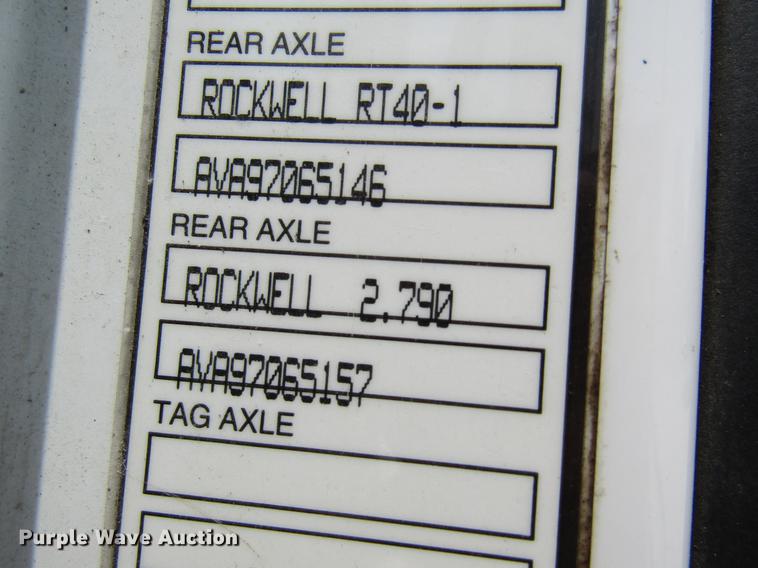 REAR AXLE
ROCKWELL RT40-1
AVA97065146
REAR AXLE
ROCKWELL 2.790
AVA97065157
TAG AXLE
Purple Wave Auction